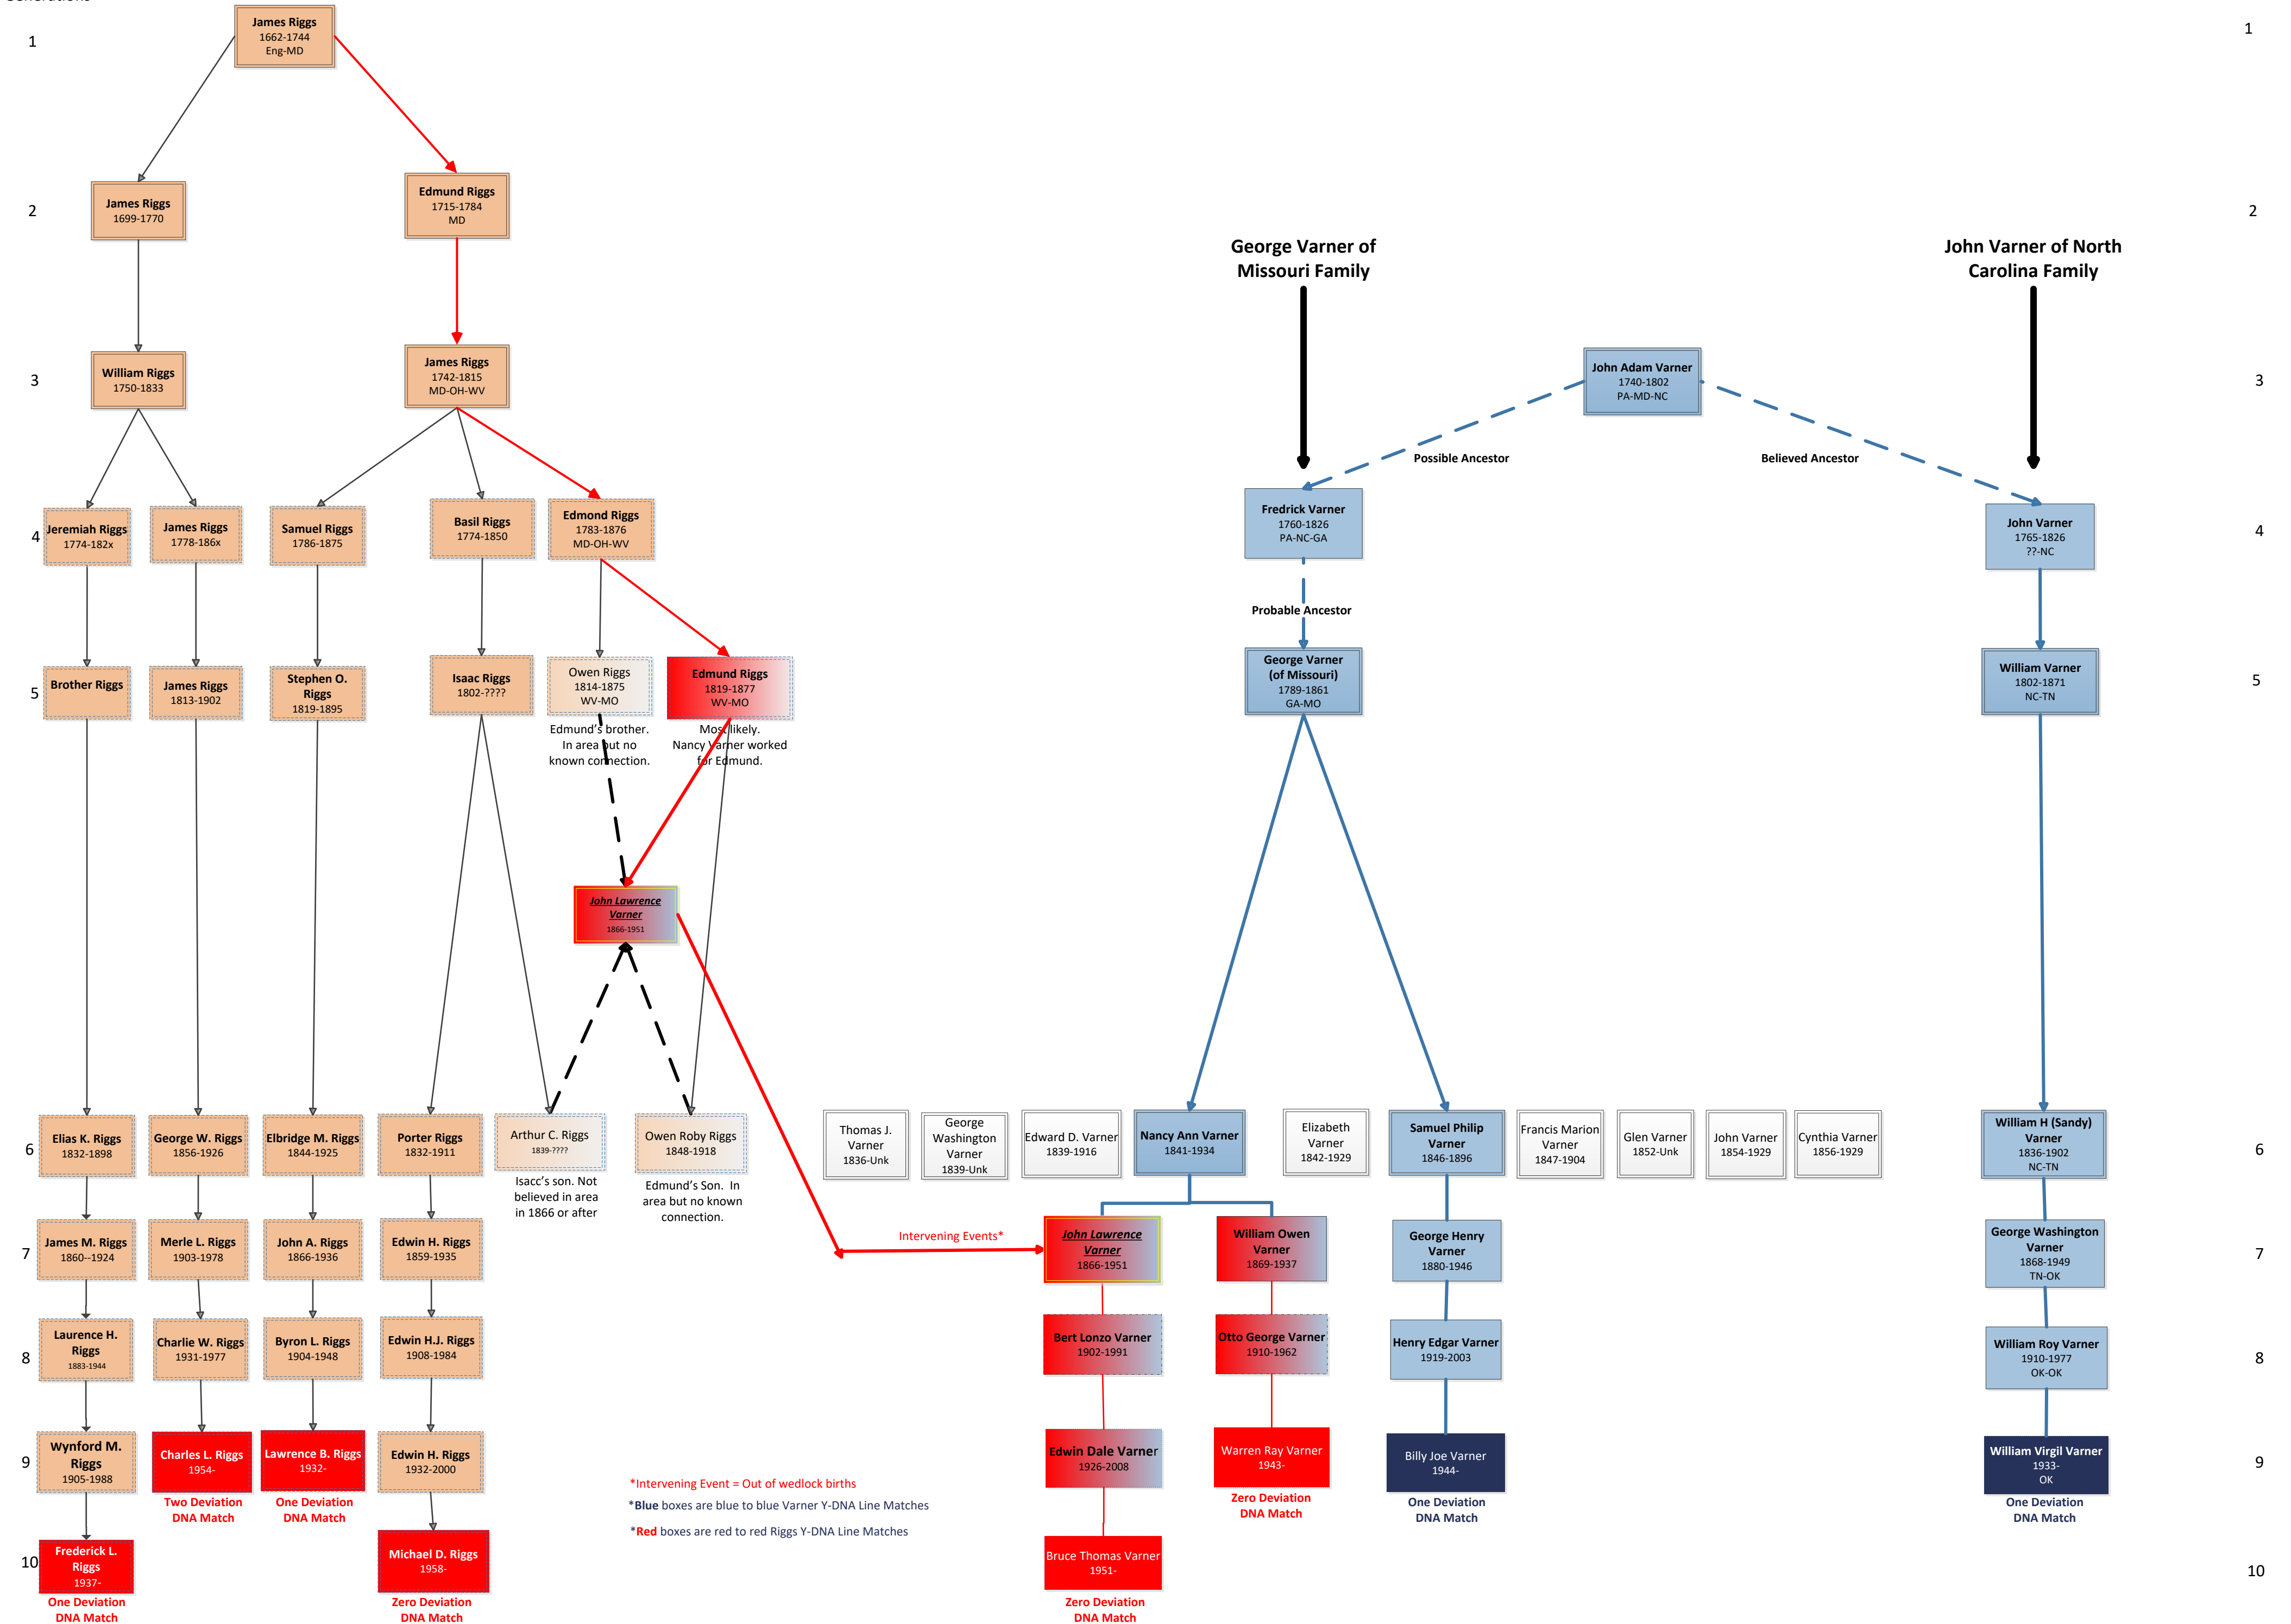 Generations
1
James Riggs
1662-1744
Eng-MD
1
2
James Riggs
1699-1770
Edmund Riggs
1715-1784
MD
2
George Varner of
Missouri Family
John Varner of North
Carolina Family
3
William Riggs
1750-1833
James Riggs
1742-1815
MD-OH-WV
John Adam Varner
1740-1802
PA-MD-NC
3
Possible Ancestor
Believed Ancestor
4
Jeremiah Riggs
1774-182x
James Riggs
1778-186x
Samuel Riggs
1786-1875
Basil Riggs
1774-1850
Edmond Riggs
1783-1876
MD-OH-WV
Fredrick Varner
1760-1826
PA-NC-GA
John Varner
1765-1826
??-NC
4
Probable Ancestor
5
Brother Riggs
James Riggs
1813-1902
Stephen O.
Riggs
1819-1895
Isaac Riggs
1802-????
Owen Riggs
1814-1875
WV-MO
Edmund's brother.
In area but no
known connection.
Edmund Riggs
1819-1877
WV-MO
Most likely.
Nancy Varner worked
for Edmund.
George Varner
(of Missouri)
1789-1861
GA-MO
William Varner
1802-1871
NC-TN
5
John Lawrence
Varner
1866-1951
6
Elias K. Riggs
1832-1898
George W. Riggs
1856-1926
Elbridge M. Riggs
1844-1925
Porter Riggs
1832-1911
Arthur C. Riggs
1839-????
Isacc's son. Not
believed in area
in 1866 or after
Owen Roby Riggs
1848-1918
Edmund's Son.  In
area but no known
connection.
Thomas J.
Varner
1836-Unk
George
Washington
Varner
1839-Unk
Edward D. Varner
1839-1916
Nancy Ann Varner
1841-1934
Elizabeth
Varner
1842-1929
Samuel Philip
Varner
1846-1896
Francis Marion
Varner
1847-1904
Glen Varner
1852-Unk
John Varner
1854-1929
Cynthia Varner
1856-1929
William H (Sandy)
Varner
1836-1902
NC-TN
6
7
James M. Riggs
1860--1924
Merle L. Riggs
1903-1978
John A. Riggs
1866-1936
Edwin H. Riggs
1859-1935
Intervening Events*
John Lawrence
Varner
1866-1951
William Owen
Varner
1869-1937
George Henry
Varner
1880-1946
George Washington
Varner
1868-1949
TN-OK
7
8
Laurence H.
Riggs
1883-1944
Charlie W. Riggs
1931-1977
Byron L. Riggs
1904-1948
Edwin H.J. Riggs
1908-1984
Bert Lonzo Varner
1902-1991
Otto George Varner
1910-1962
Henry Edgar Varner
1919-2003
William Roy Varner
1910-1977
OK-OK
8
9
Wynford M.
Riggs
1905-1988
Charles L. Riggs
1954-
Two Deviation
DNA Match
Lawrence B. Riggs
1932-
One Deviation
DNA Match
Edwin H. Riggs
1932-2000
*Intervening Event = Out of wedlock births
*Blue boxes are blue to blue Varner Y-DNA Line Matches
*Red boxes are red to red Riggs Y-DNA Line Matches
Edwin Dale Varner
1926-2008
Warren Ray Varner
1943-
Zero Deviation
DNA Match
Billy Joe Varner
1944-
One Deviation
DNA Match
William Virgil Varner
1933-
OK
One Deviation
DNA Match
9
10
Frederick L.
Riggs
1937-
One Deviation
DNA Match
Michael D. Riggs
1958-
Zero Deviation
DNA Match
Bruce Thomas Varner
1951-
Zero Deviation
DNA Match
10